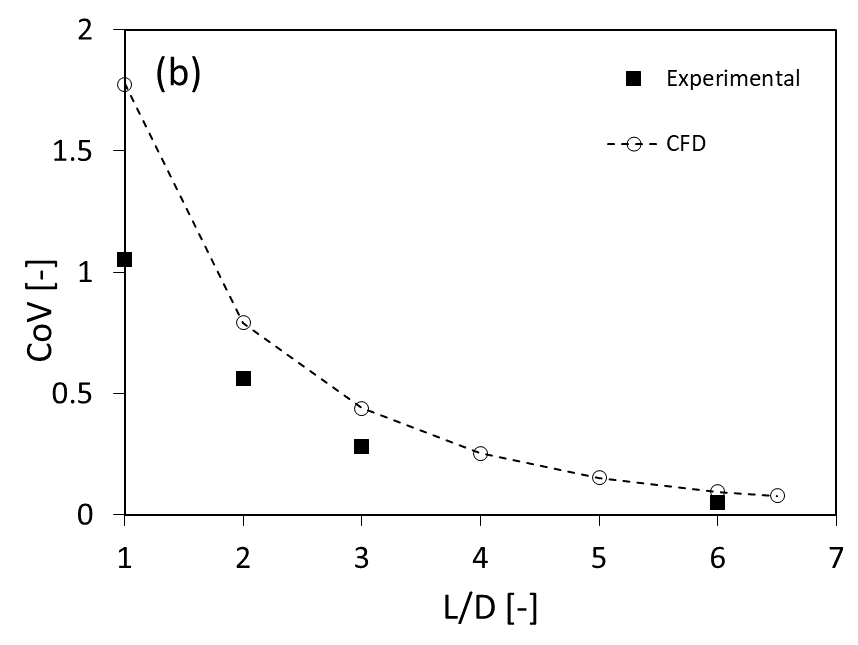 (b)
Experimental
CFD
2
1.5
1
0.5
0
CoV [-]
1 2 3 4 5 6 7
L/D [-]